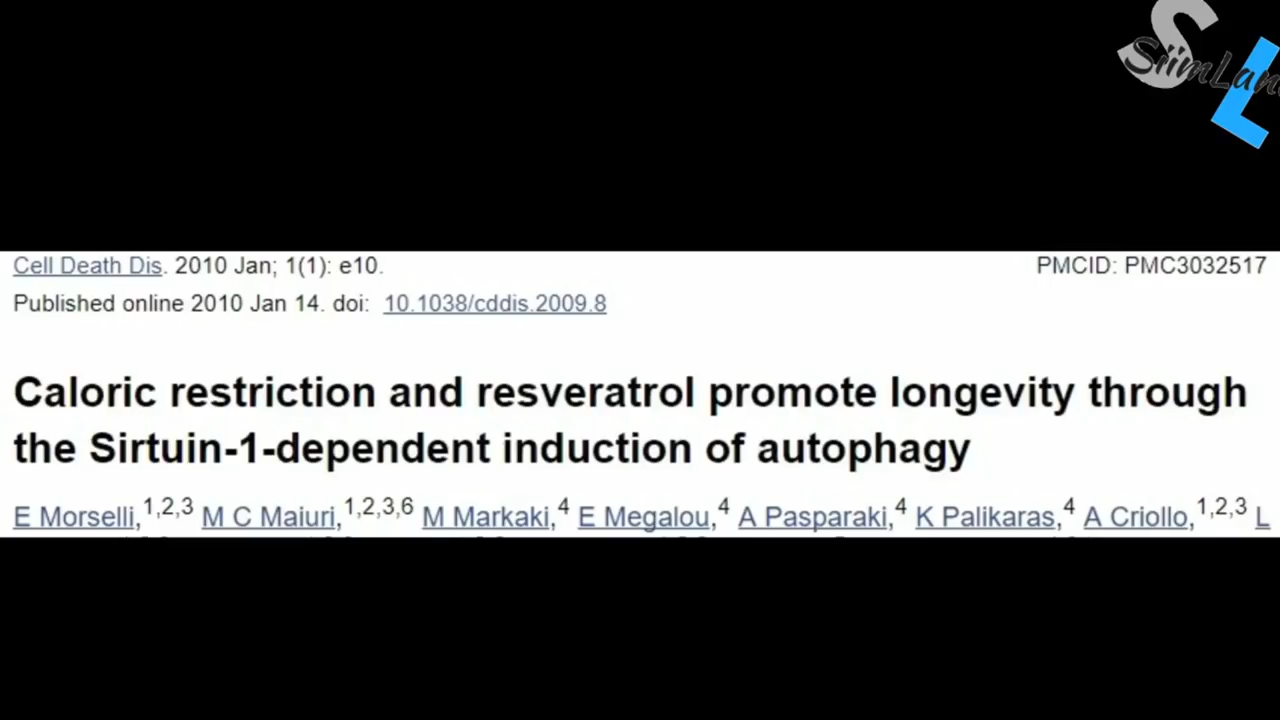 SiimLan
Cell Death Dis. 2010 Jan; 1(1): e10. PMCID: PMC3032517
Published online 2010 Jan 14. doi: 10.1038/cddis.2009.8
Caloric restriction and resveratrol promote longevity through
the Sirtuin-1-dependent induction of autophagy
E Morselli,1,2,3 M C Maiuri,1,2,3,6 M Markaki,4 E Megalou,4 A Pasparaki,4 K Palikaras,4 A Criollo,1,2,3 L